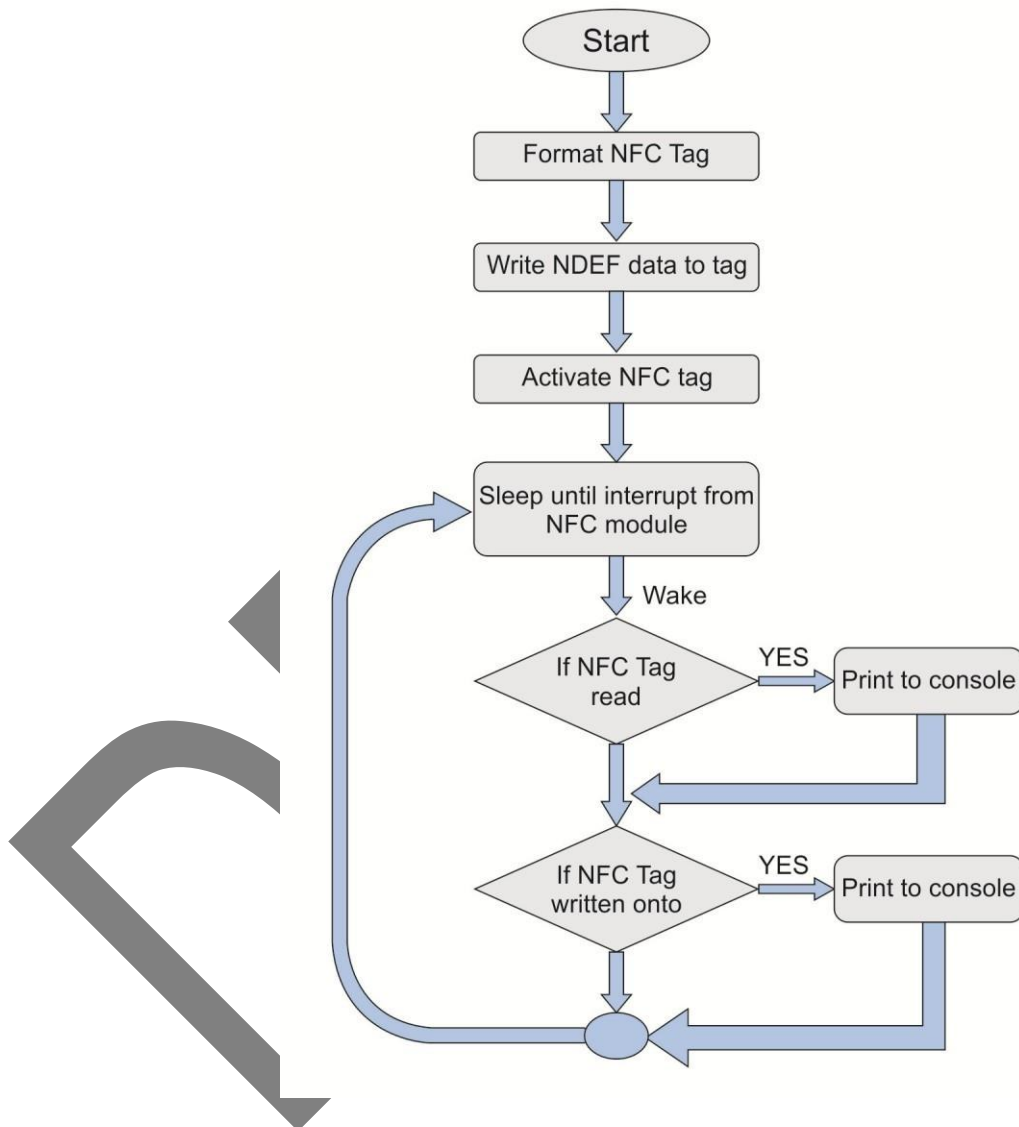 Start
Format NFC Tag
Write NDEF data to tag
Activate NFC tag
Sleep until interrupt from
NFC module
Wake
If NFC Tag
read
YES
Print to console
If NFC Tag
written onto
YES
Print to console